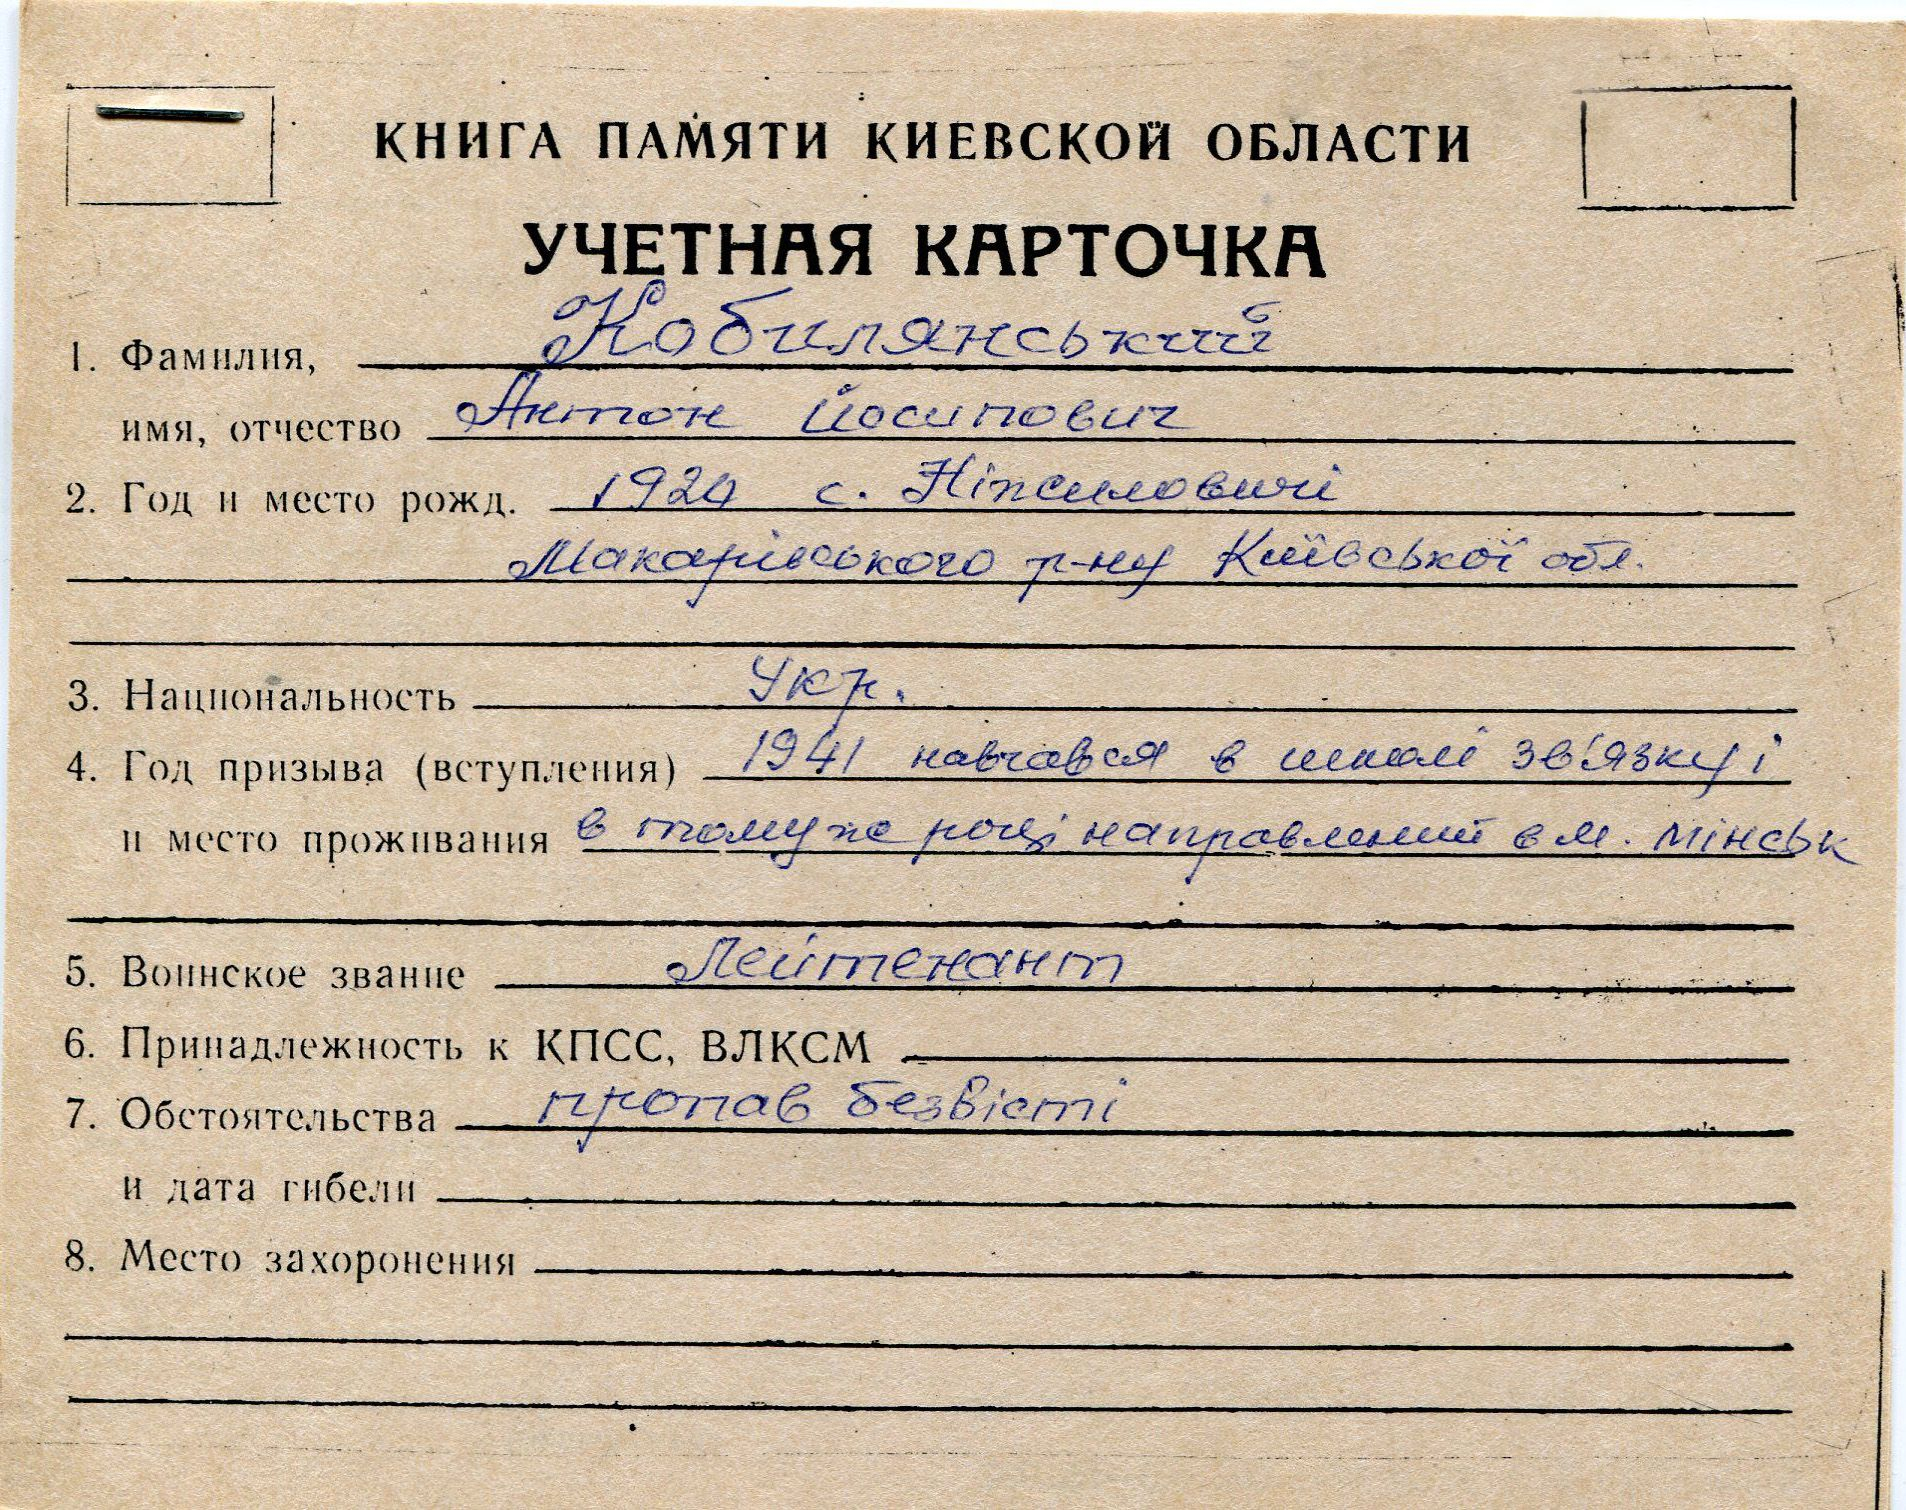 КНИГА ПАМЯТИ КИЕВСКОЙ ОБЛАСТИ
УЧЕТНАЯ КАРТОЧКА
1. Фамилия, Кобилянський
имя, отчество Антон Йосипович
2. Год и место рожд. 1920 с. Ніжиловичі
Макарівського р-ну Київської обл.
3. Национальность Укр.
4. Год призыва (вступления) 1941 навчався в школі зв'язку і
и место проживания в тому же році направлений в м. Мінськ
5. Воинское звание Лейтенант
6. Принадлежность к КПСС, ВЛКСМ
7. Обстоятельства пропав безвісті
и дата гибели
8. Место захоронения